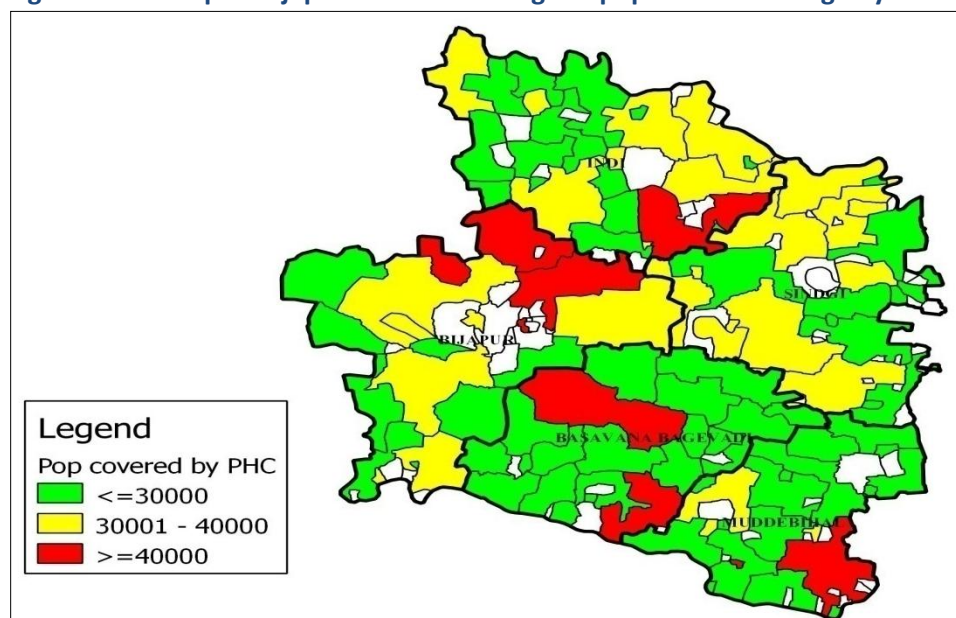 INDI
SINDGI
BIJAPUR
BASAVANA BAGEVADI
MUDDEBIHAL
Legend
Pop covered by PHC
<=30000
30001 - 40000
>=40000